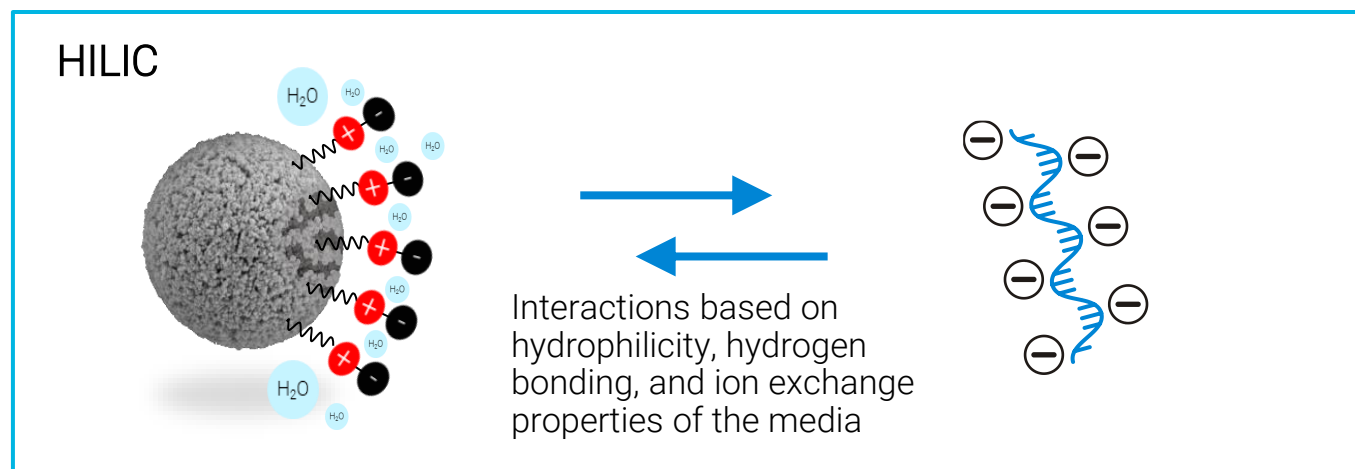 HILIC
H₂O
H₂O
+ -
H₂O
H₂O
+ -
H₂O
+ -
H₂O
+ -
H₂O
+ -
H₂O
H₂O
Interactions based on
hydrophilicity, hydrogen
bonding, and ion exchange
properties of the media
− −
− −
− −
−